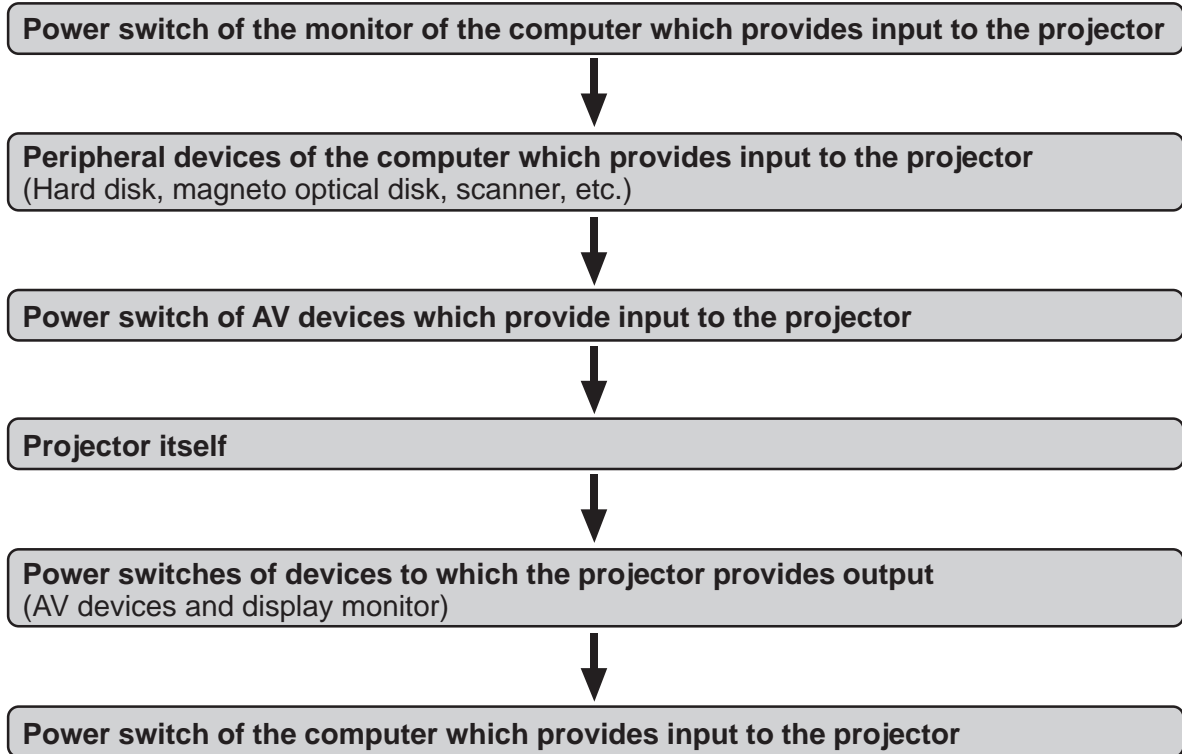 Power switch of the monitor of the computer which provides input to the projector
Peripheral devices of the computer which provides input to the projector
(Hard disk, magneto optical disk, scanner, etc.)
Power switch of AV devices which provide input to the projector
Projector itself
Power switches of devices to which the projector provides output
(AV devices and display monitor)
Power switch of the computer which provides input to the projector